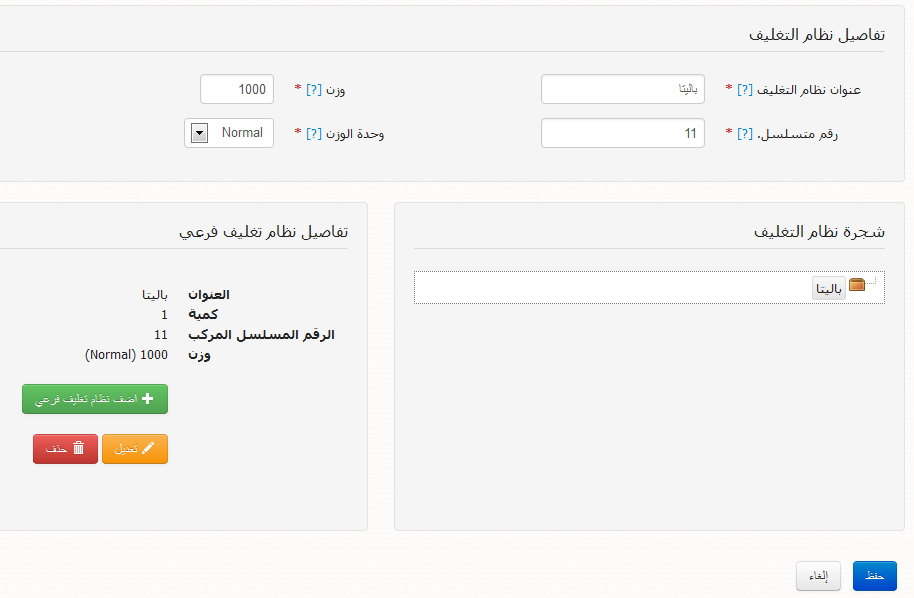 تفاصيل نظام التغليف
عنوان نظام التغليف [?] * باليتا
وزن [?] * 1000
رقم متسلسل. [?] * 11
وحدة الوزن [?] * Normal
شجرة نظام التغليف
باليتا
تفاصيل نظام تغليف فرعي
العنوان باليتا
كمية 1
الرقم المسلسل المركب 11
وزن 1000 (Normal)
اضف نظام تغليف فرعي
تعديل
حذف
حفظ
إلغاء